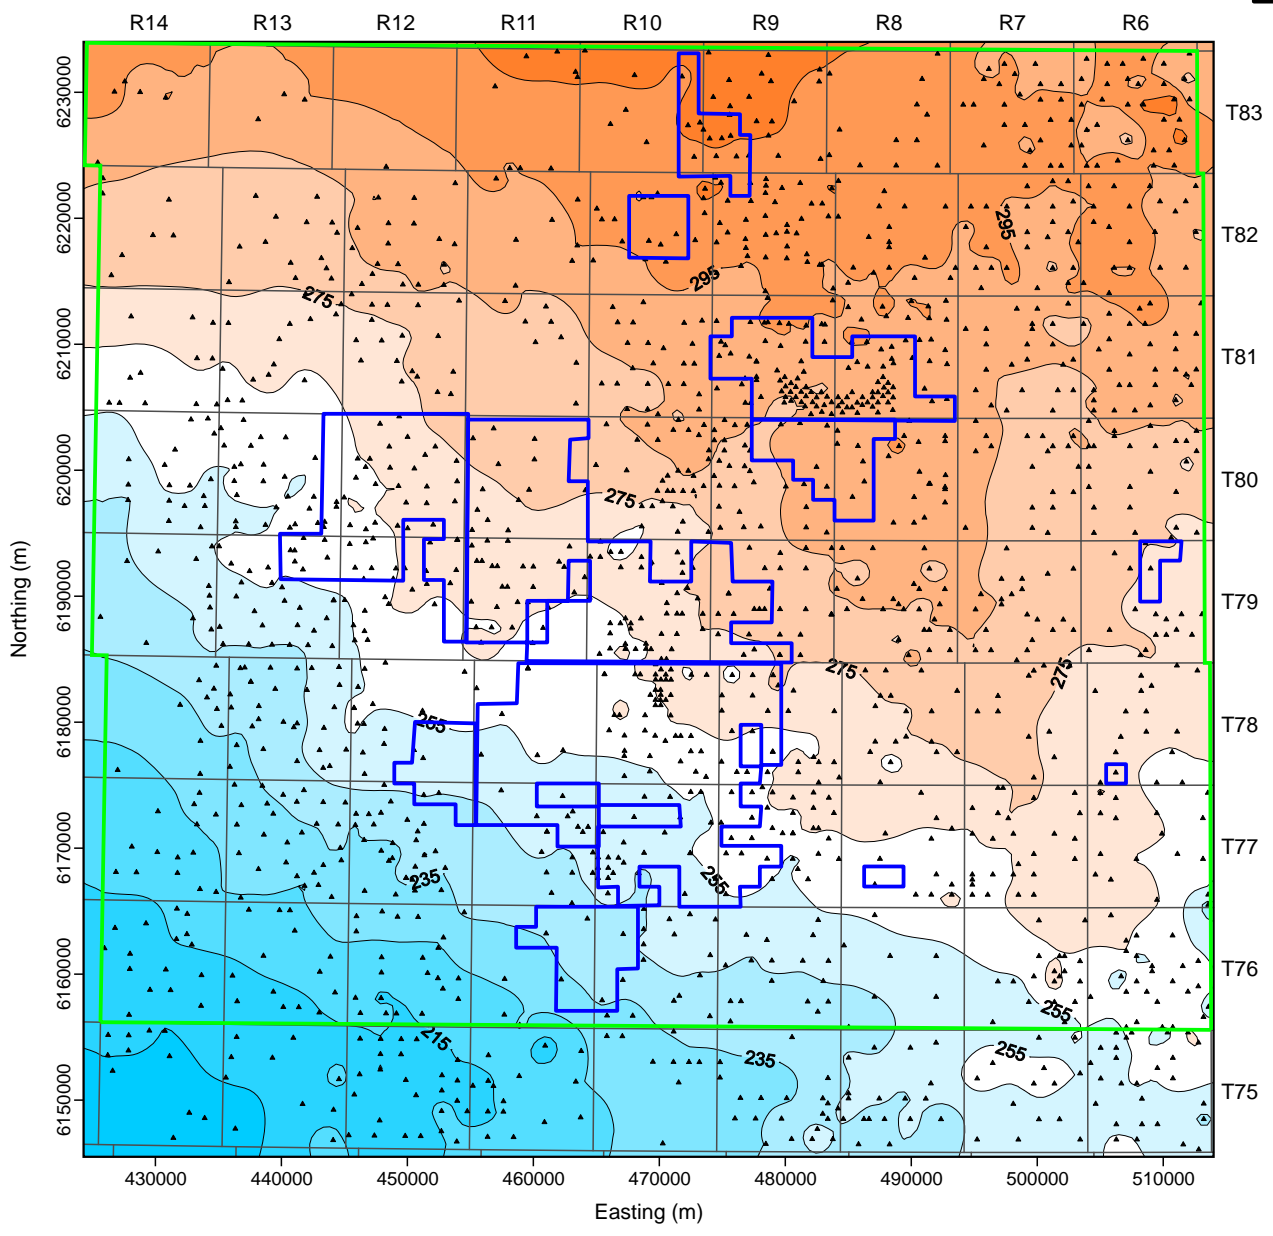 R14 R13 R12 R11 R10 R9 R8 R7 R6
6230000
T83
6220000
295
T82
295
275
6210000
T81
6200000
275
T80
Northing (m)
6190000
T79
275
275
6180000
255
T78
6170000
T77
235
255
6160000
T76
255
215
255
235
6150000
T75
430000 440000 450000 460000 470000 480000 490000 500000 510000
Easting (m)